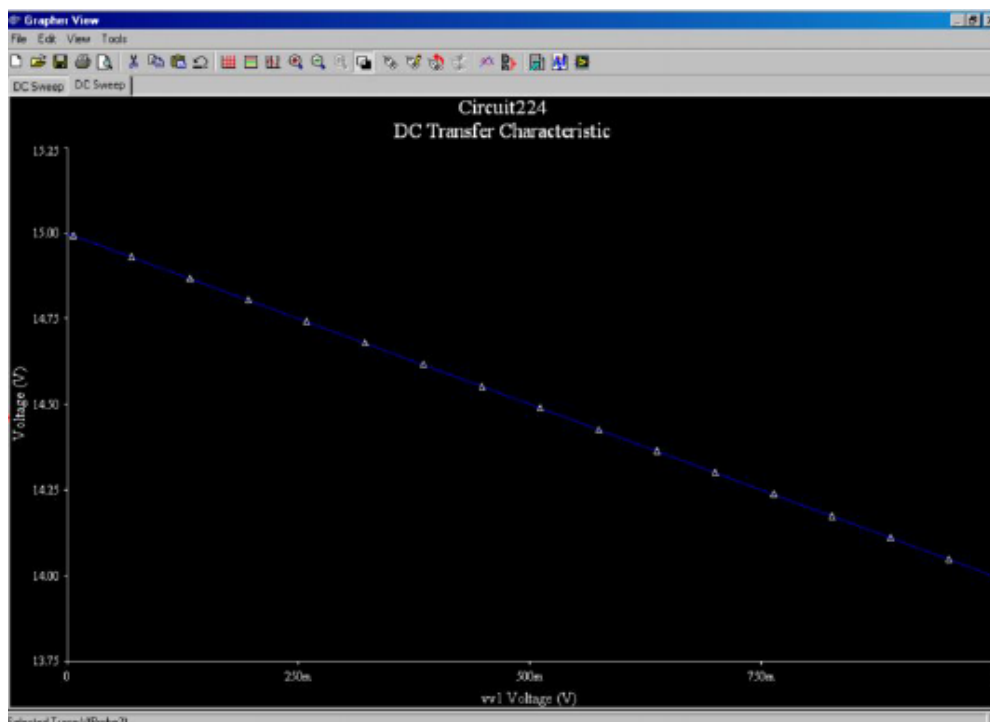 Grapher View
File Edit View Tools
DC Sweep DC Sweep
Circuit224
DC Transfer Characteristic
15.25
15.00
14.75
14.50
14.25
14.00
13.75
Voltage (V)
0 250m 500m 750m
vv1 Voltage (V)